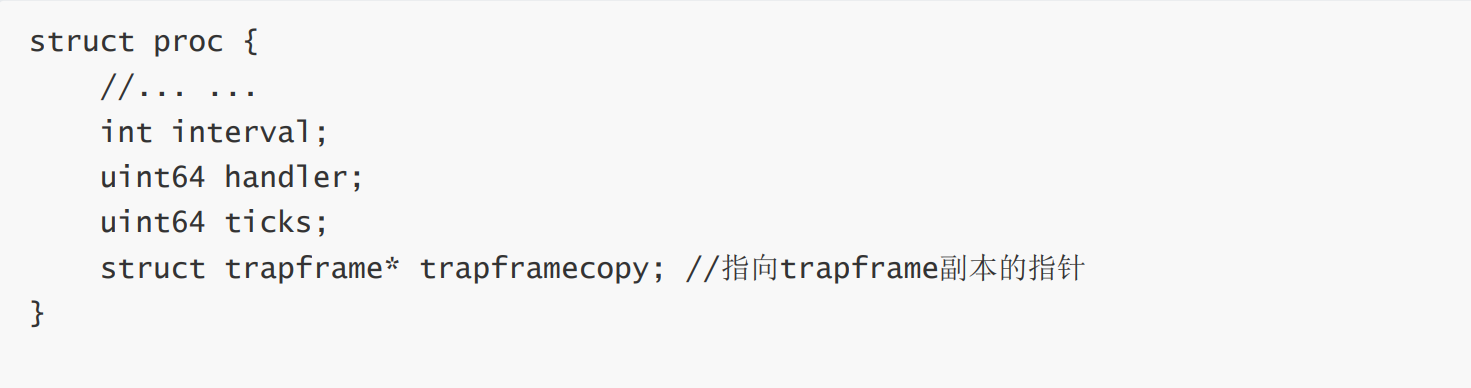 struct proc {
    //... ...
    int interval;
    uint64 handler;
    uint64 ticks;
    struct trapframe* trapframecopy; //指向trapframe副本的指针
}